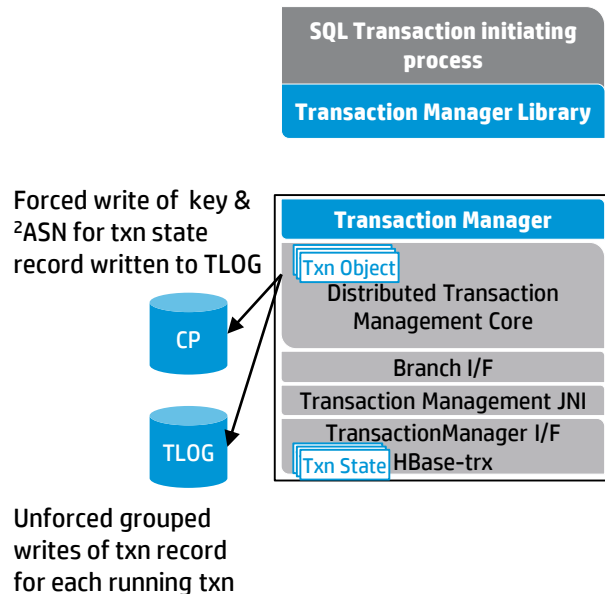 SQL Transaction initiating
process
Transaction Manager Library
Forced write of key &
²ASN for txn state
record written to TLOG
Transaction Manager
Txn Object
Distributed Transaction
Management Core
CP
Branch I/F
Transaction Management JNI
TransactionManager I/F
TLOG
Txn State HBase-trx
Unforced grouped
writes of txn record
for each running txn